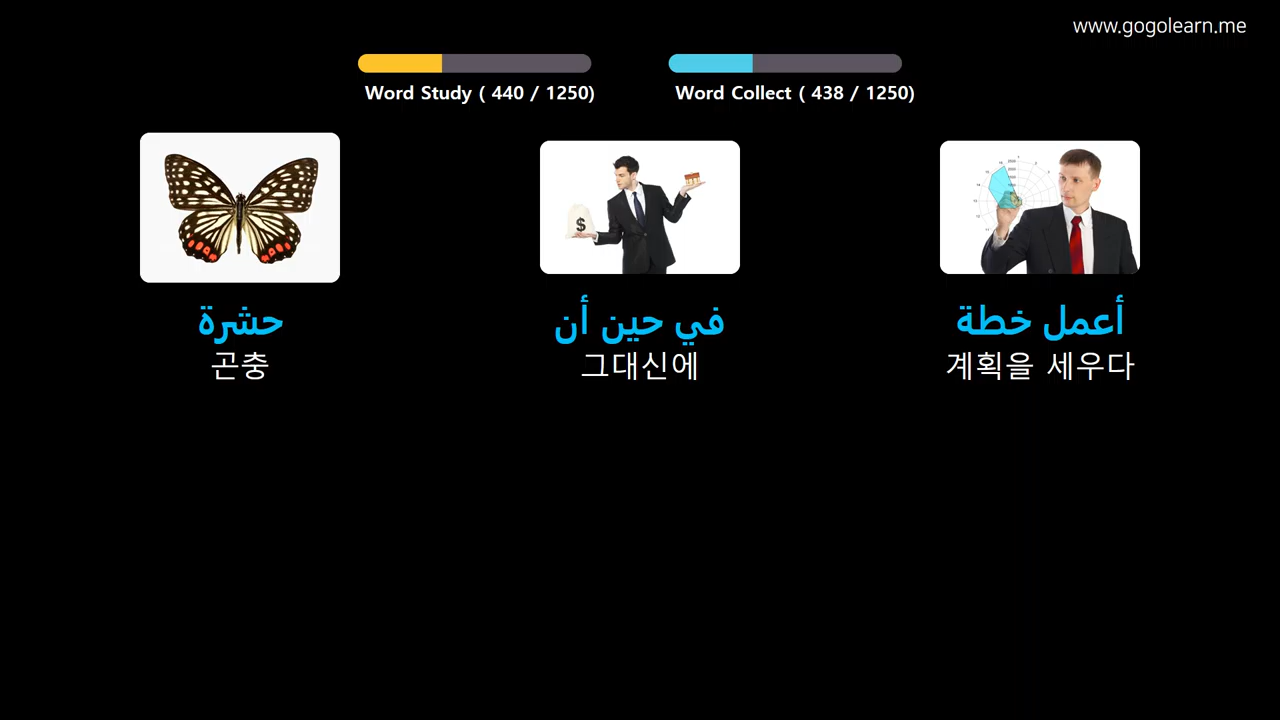 www.gogolearn.me
Word Study ( 440 / 1250)
Word Collect ( 438 / 1250)
$
حشرة
في حين أن
أعمل خطة
곤충
그대신에
계획을 세우다